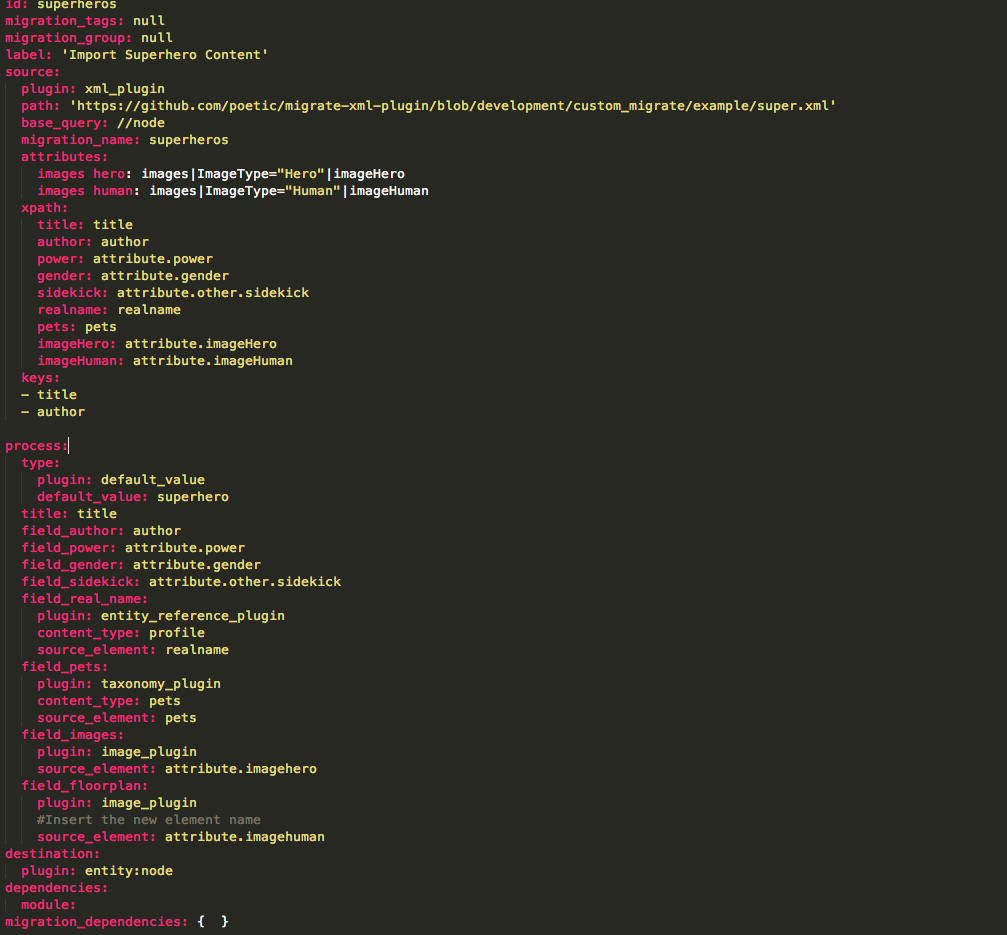 id: superheros
migration_tags: null
migration_group: null
label: 'Import Superhero Content'
source:
  plugin: xml_plugin
  path: 'https://github.com/poetic/migrate-xml-plugin/blob/development/custom_migrate/example/super.xml'
  base_query: //node
  migration_name: superheros
  attributes:
    images hero: images|ImageType="Hero"|imageHero
    images human: images|ImageType="Human"|imageHuman
  xpath:
    title: title
    author: author
    power: attribute.power
    gender: attribute.gender
    sidekick: attribute.other.sidekick
    realname: realname
    pets: pets
    imageHero: attribute.imageHero
    imageHuman: attribute.imageHuman
  keys:
  - title
  - author
process:
  type:
    plugin: default_value
    default_value: superhero
  title: title
  field_author: author
  field_power: attribute.power
  field_gender: attribute.gender
  field_sidekick: attribute.other.sidekick
  field_real_name:
    plugin: entity_reference_plugin
    content_type: profile
    source_element: realname
  field_pets:
    plugin: taxonomy_plugin
    content_type: pets
    source_element: pets
  field_images:
    plugin: image_plugin
    source_element: attribute.imagehero
  field_floorplan:
    plugin: image_plugin
    #Insert the new element name
    source_element: attribute.imagehuman
destination:
  plugin: entity:node
dependencies:
  module:
migration_dependencies: {  }